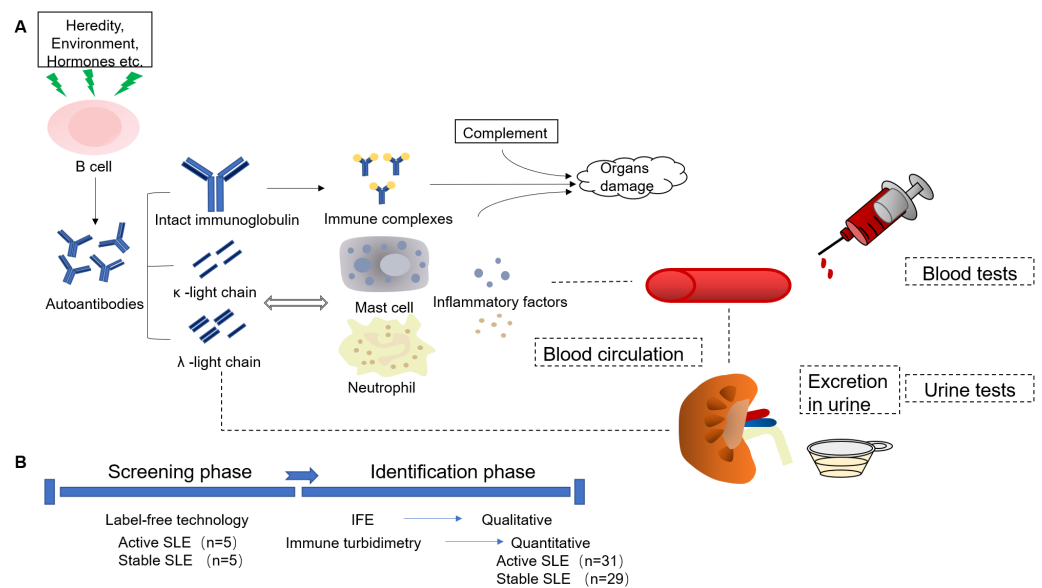 A
Heredity,
Environment,
Hormones etc.
B cell
Autoantibodies
Intact immunoglobulin
κ -light chain
λ -light chain
Immune complexes
Mast cell
Neutrophil
Complement
Organs
damage
Inflammatory factors
Blood circulation
Blood tests
Excretion
in urine
Urine tests
B
Screening phase
Identification phase
Label-free technology
Active SLE（n=5)
Stable SLE （n=5)
IFE
Qualitative
Immune turbidimetry
Quantitative
Active SLE（n=31)
Stable SLE （n=29)